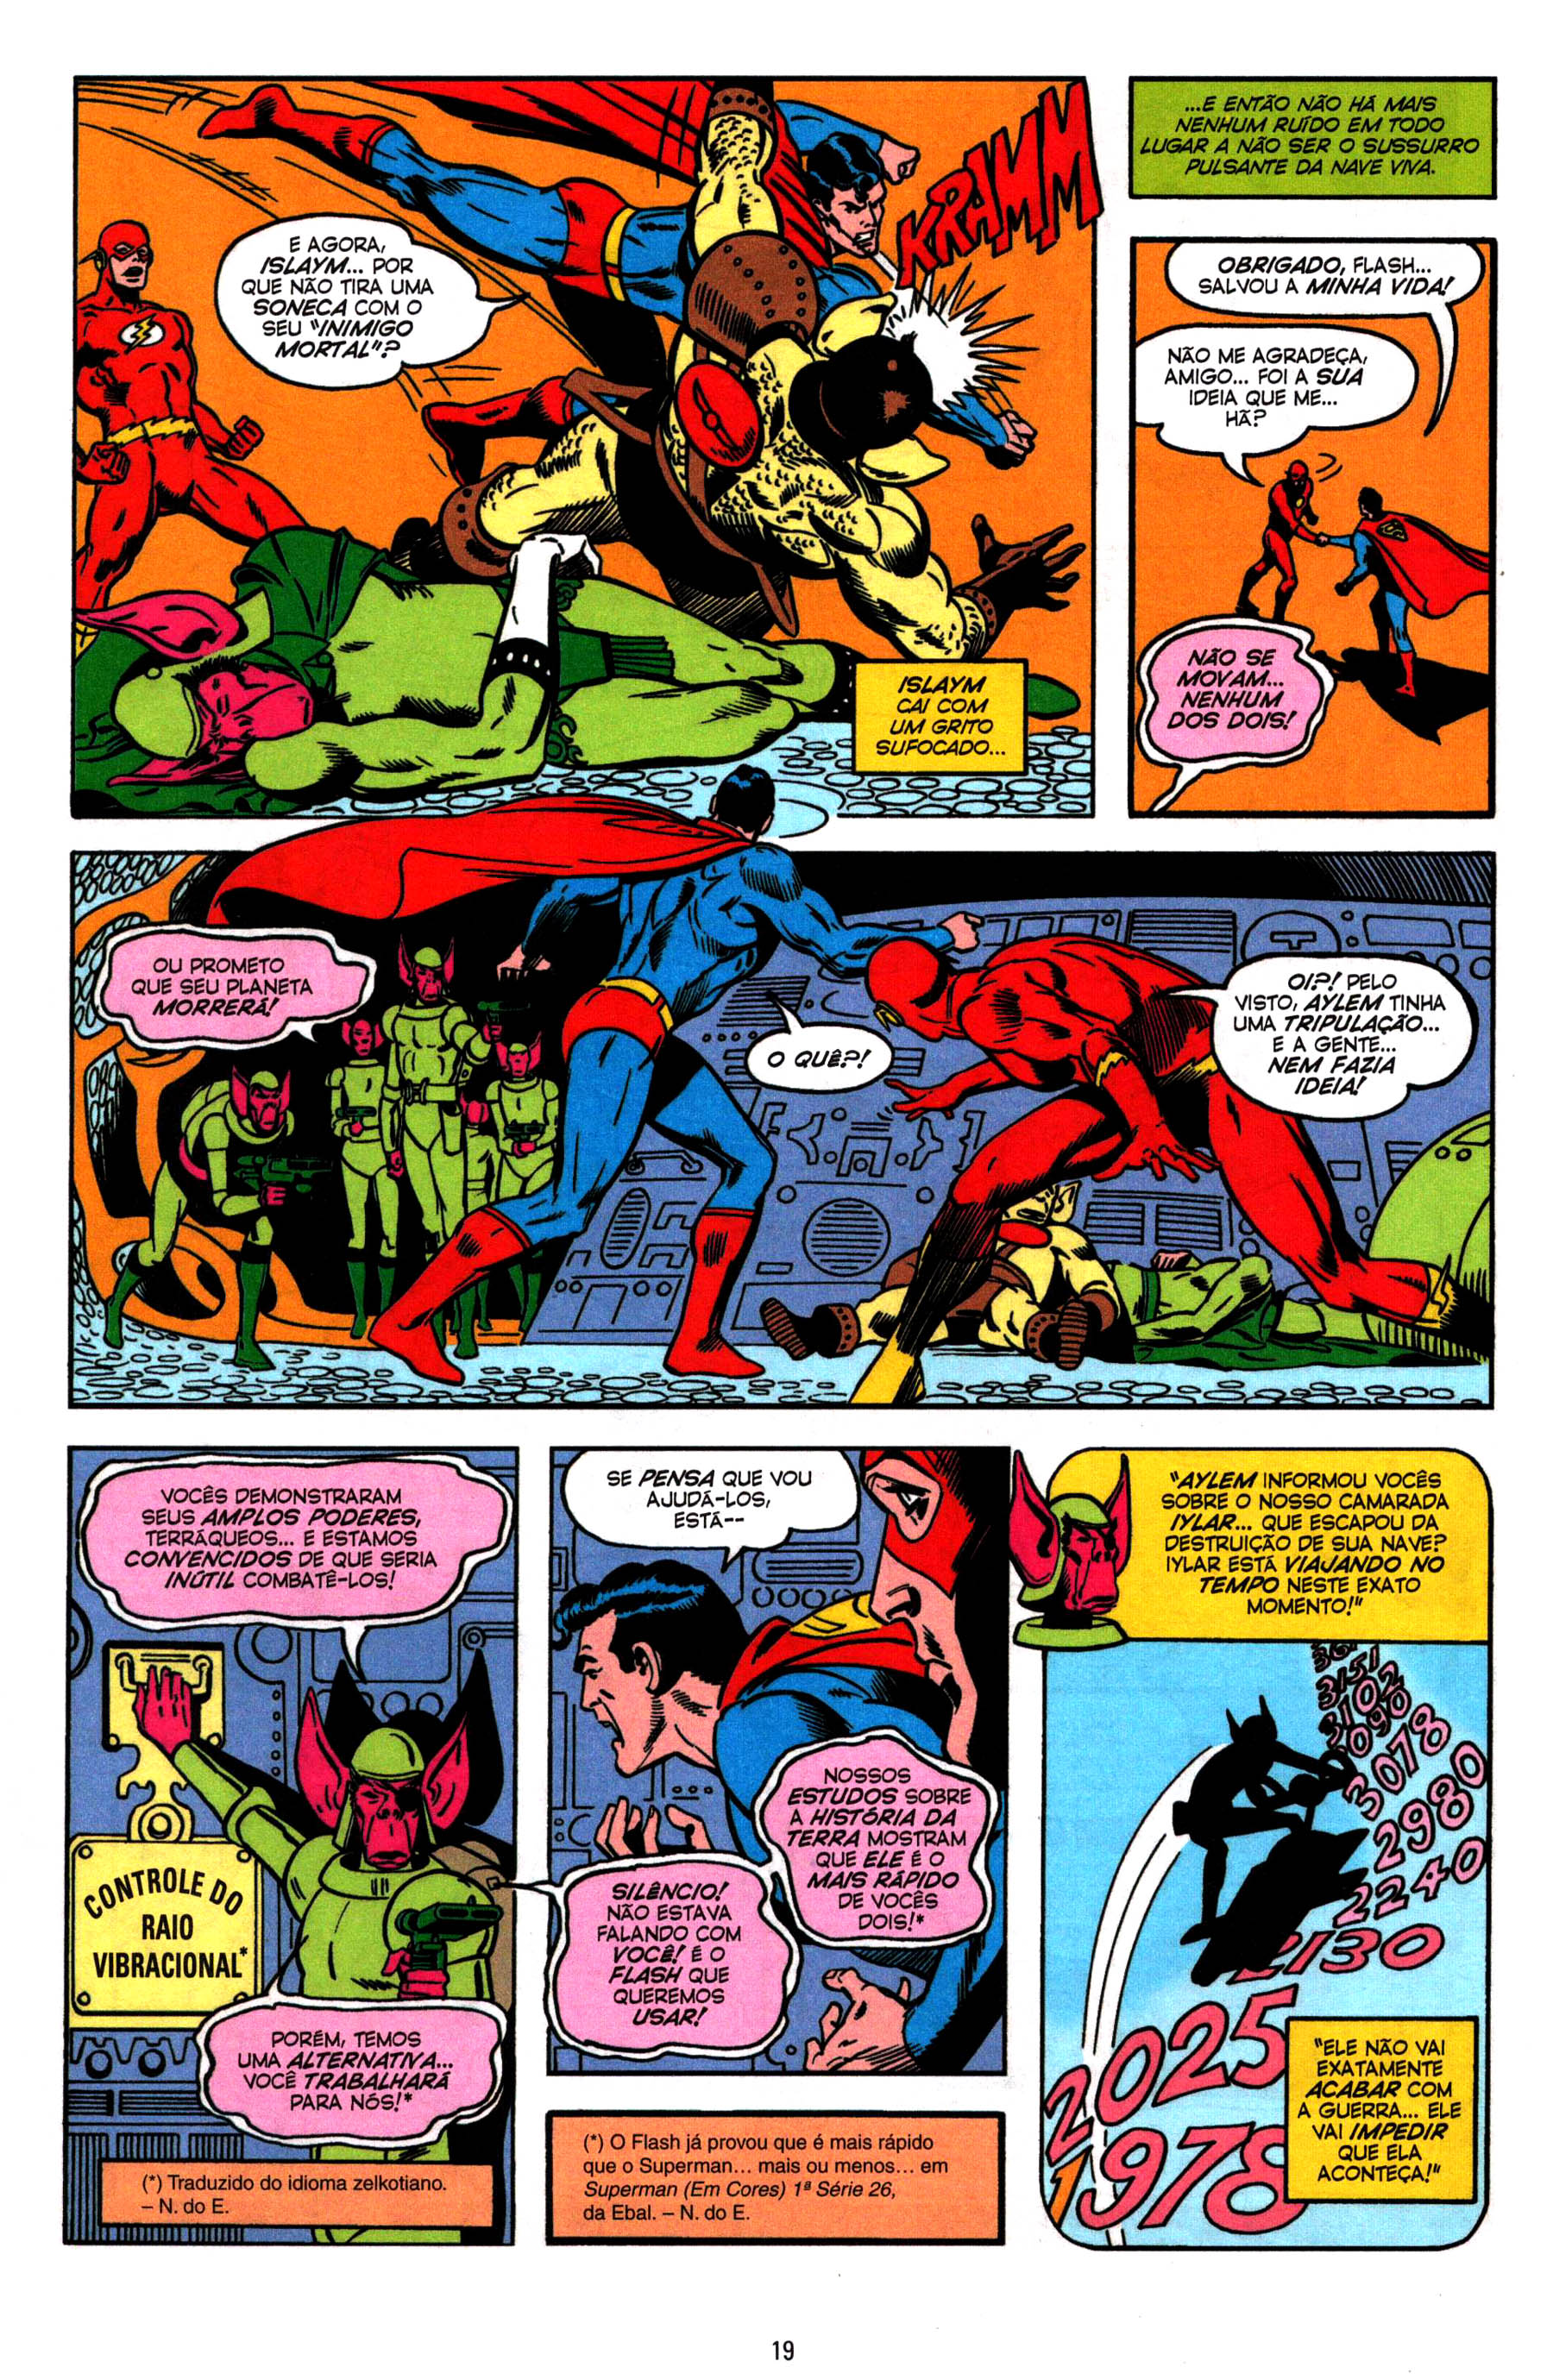 E AGORA,
ISLAYM... POR
QUE NÃO TIRA UMA
SONECA COM O
SEU "INIMIGO
MORTAL"?
KRAMM
ISLAYM
CAI COM
UM GRITO
SUFOCADO...
...E ENTÃO NÃO HÁ MAIS
NENHUM RUÍDO EM TODO
LUGAR A NÃO SER O SUSSURRO
PULSANTE DA NAVE VIVA.
OBRIGADO, FLASH...
SALVOU A MINHA VIDA!
NÃO ME AGRADEÇA,
AMIGO... FOI A SUA
IDEIA QUE ME...
HÃ?
NÃO SE
MOVAM...
NENHUM
DOS DOIS!
OU PROMETO
QUE SEU PLANETA
MORRERÁ!
O QUÊ?!
OI?! PELO
VISTO, AYLEM TINHA
UMA TRIPULAÇÃO...
E A GENTE...
NEM FAZIA
IDEIA!
VOCÊS DEMONSTRARAM
SEUS AMPLOS PODERES,
TERRÁQUEOS... E ESTAMOS
CONVENCIDOS DE QUE SERIA
INÚTIL COMBATÊ-LOS!
CONTROLE DO
RAIO
VIBRACIONAL*
PORÉM, TEMOS
UMA ALTERNATIVA...
VOCÊ TRABALHARÁ
PARA NÓS!*
(*) Traduzido do idioma zelkotiano.
– N. do E.
SE PENSA QUE VOU
AJUDÁ-LOS,
ESTÁ--
SILÊNCIO!
NÃO ESTAVA
FALANDO COM
VOCÊ! É O
FLASH QUE
QUEREMOS
USAR!
NOSSOS
ESTUDOS SOBRE
A HISTÓRIA DA
TERRA MOSTRAM
QUE ELE É O
MAIS RÁPIDO
DE VOCÊS
DOIS!*
(*) O Flash já provou que é mais rápido
que o Superman... mais ou menos... em
Superman (Em Cores) 1ª Série 26,
da Ebal. – N. do E.
"AYLEM INFORMOU VOCÊS
SOBRE O NOSSO CAMARADA
IYLAR... QUE ESCAPOU DA
DESTRUIÇÃO DE SUA NAVE?
IYLAR ESTÁ VIAJANDO NO
TEMPO NESTE EXATO
MOMENTO!"
3151
3102
3090
3078
2980
2240
2130
2025
1978
"ELE NÃO VAI
EXATAMENTE
ACABAR COM
A GUERRA... ELE
VAI IMPEDIR
QUE ELA
ACONTEÇA!"
19